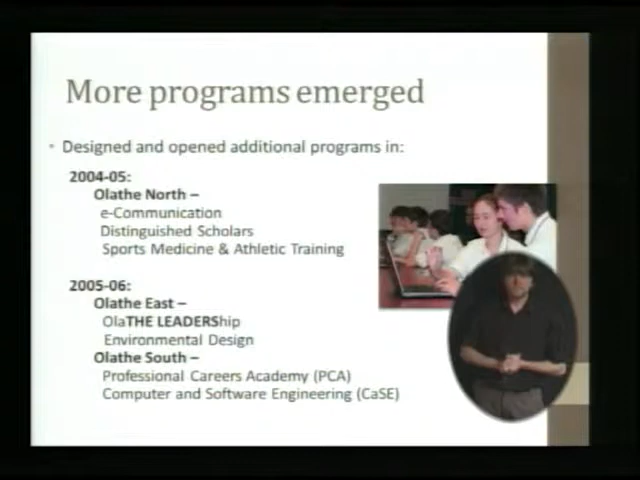 More programs emerged
• Designed and opened additional programs in:
2004-05:
Olathe North –
e-Communication
Distinguished Scholars
Sports Medicine & Athletic Training
2005-06:
Olathe East –
OlaTHE LEADERShip
Environmental Design
Olathe South –
Professional Careers Academy (PCA)
Computer and Software Engineering (CaSE)